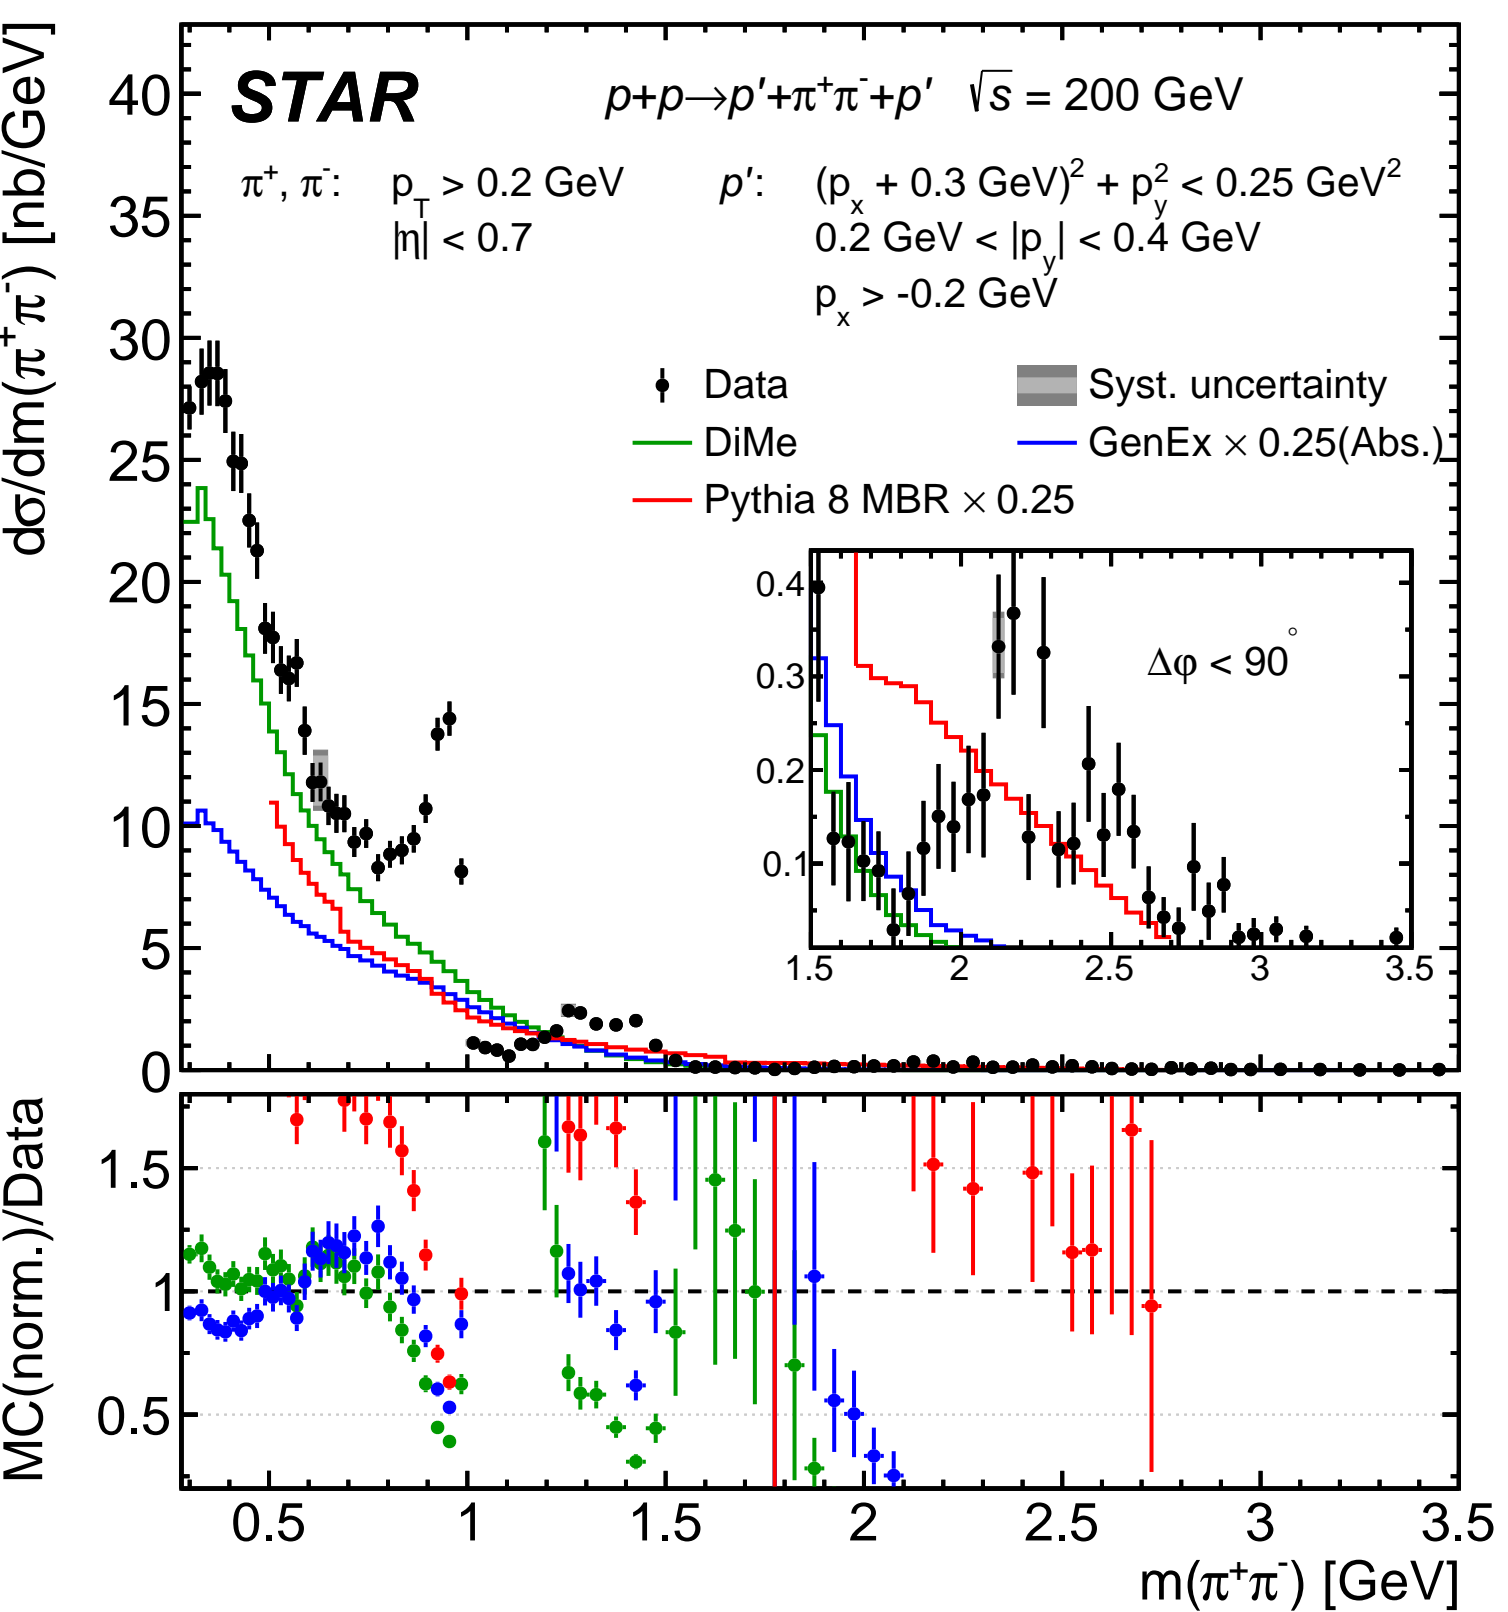 STAR p+p→p′+π⁺π⁻+p′ √s = 200 GeV
π⁺, π⁻: p_T > 0.2 GeV p′: (p_x + 0.3 GeV)² + p_y² < 0.25 GeV²
|η| < 0.7 0.2 GeV < |p_y| < 0.4 GeV
p_x > -0.2 GeV
Data Syst. uncertainty
DiMe GenEx × 0.25(Abs.)
Pythia 8 MBR × 0.25
dσ/dm(π⁺π⁻) [nb/GeV]
40
35
30
25
20
15
10
5
0
Δφ < 90°
0.4
0.3
0.2
0.1
1.5 2 2.5 3 3.5
MC(norm.)/Data
1.5
1
0.5
0.5 1 1.5 2 2.5 3 3.5
m(π⁺π⁻) [GeV]